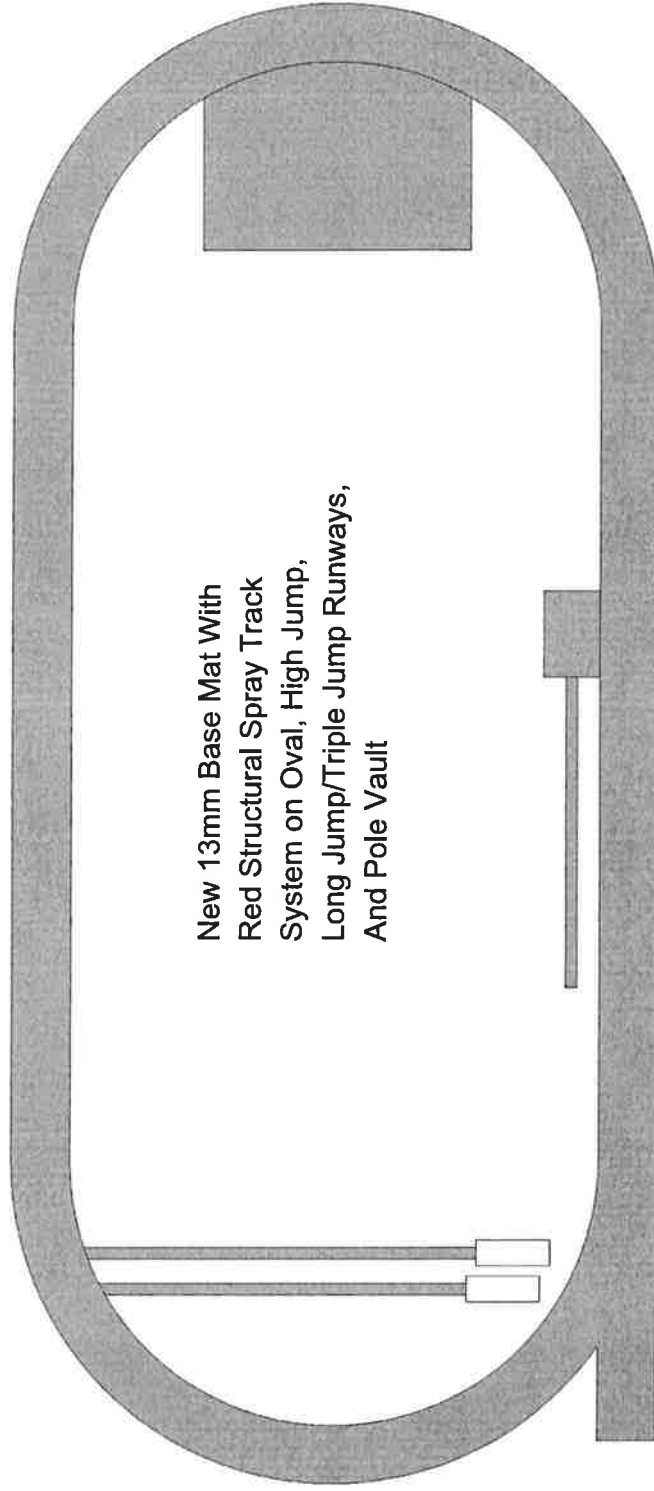 New 13mm Base Mat With
Red Structural Spray Track
System on Oval, High Jump,
Long Jump/Triple Jump Runways,
And Pole Vault